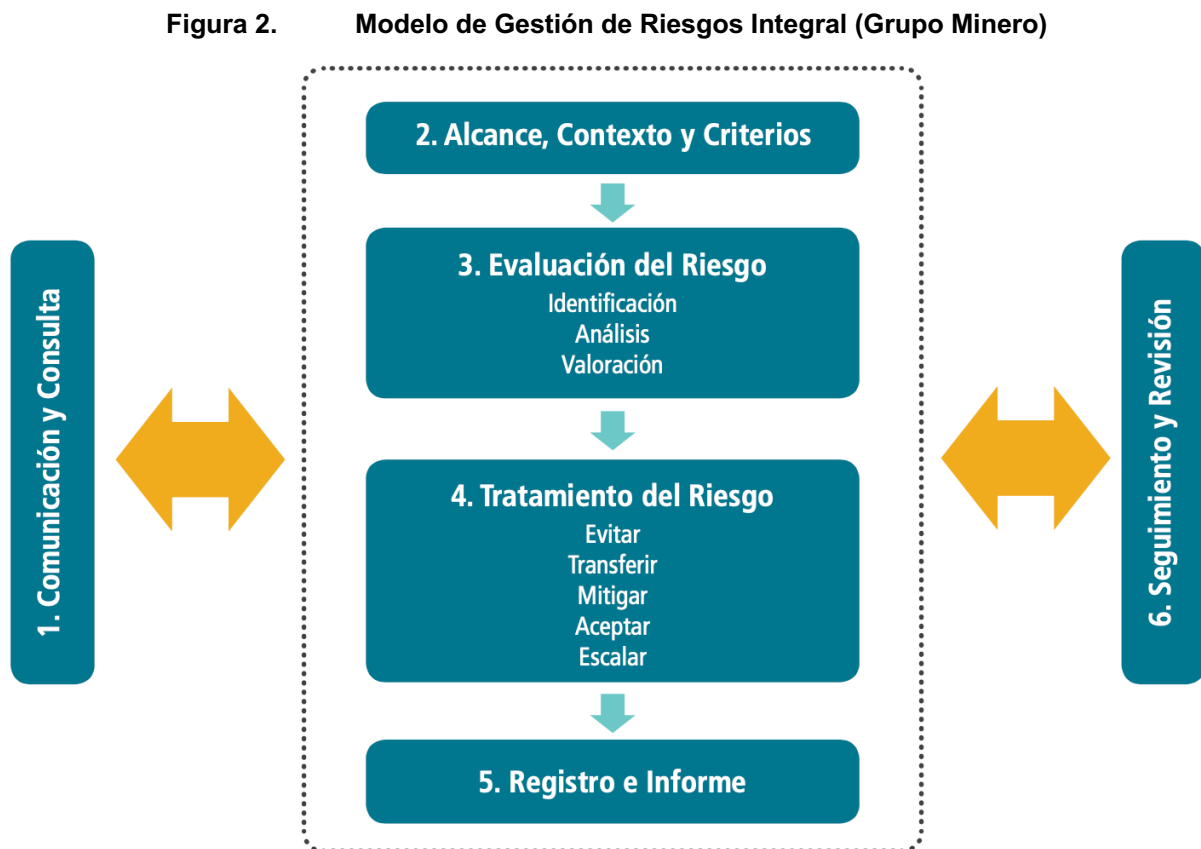 Figura 2. Modelo de Gestión de Riesgos Integral (Grupo Minero)
1. Comunicación y Consulta
2. Alcance, Contexto y Criterios
3. Evaluación del Riesgo
Identificación
Análisis
Valoración
4. Tratamiento del Riesgo
Evitar
Transferir
Mitigar
Aceptar
Escalar
5. Registro e Informe
6. Seguimiento y Revisión